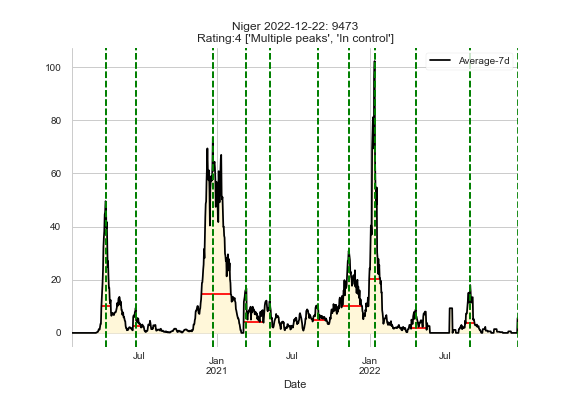 Niger 2022-12-22: 9473
Rating:4 ['Multiple peaks', 'In control']
Average-7d
100
80
60
40
20
0
Jul
Jan
2021
Jul
Jan
2022
Jul
Date